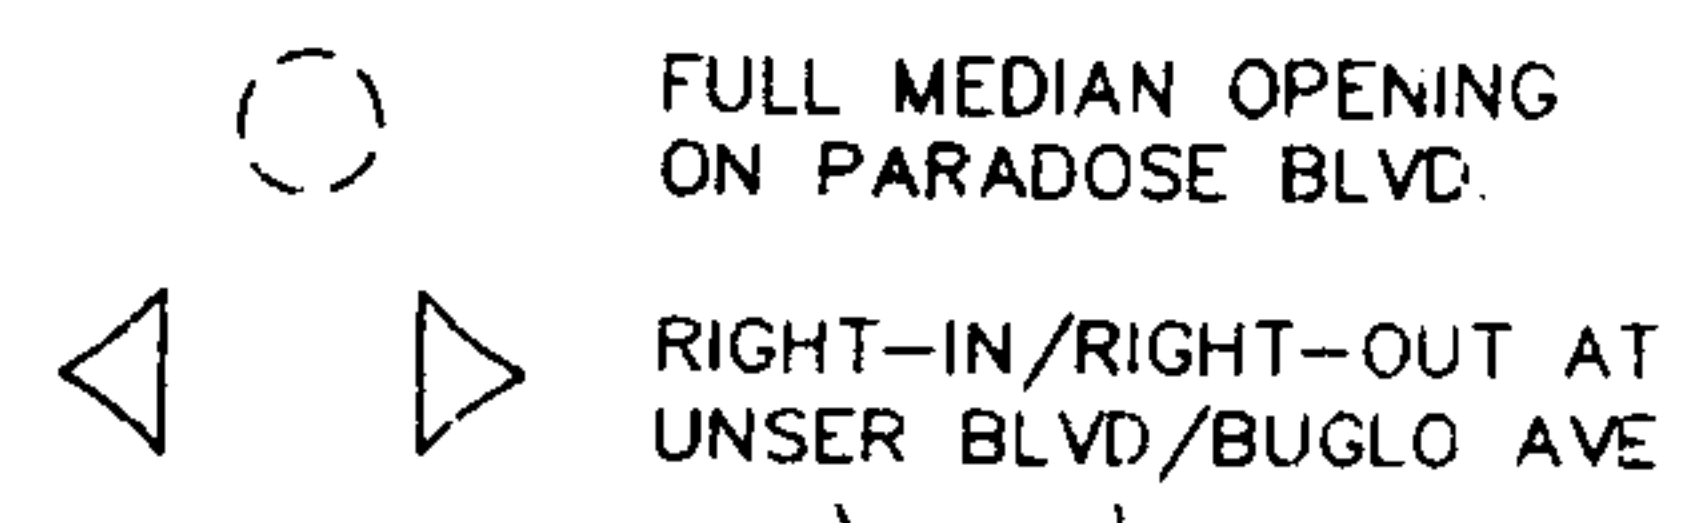 FULL MEDIAN OPENING
ON PARADOSE BLVD.
RIGHT-IN/RIGHT-OUT AT
UNSER BLVD/BUGLO AVE